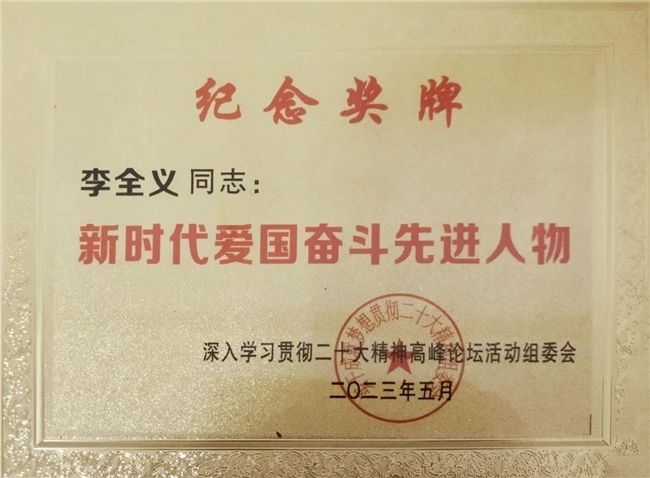 纪念奖牌
李全义同志：
新时代爱国奋斗先进人物
深入学习贯彻二十大精神高峰论坛活动组委会
二〇二三年五月